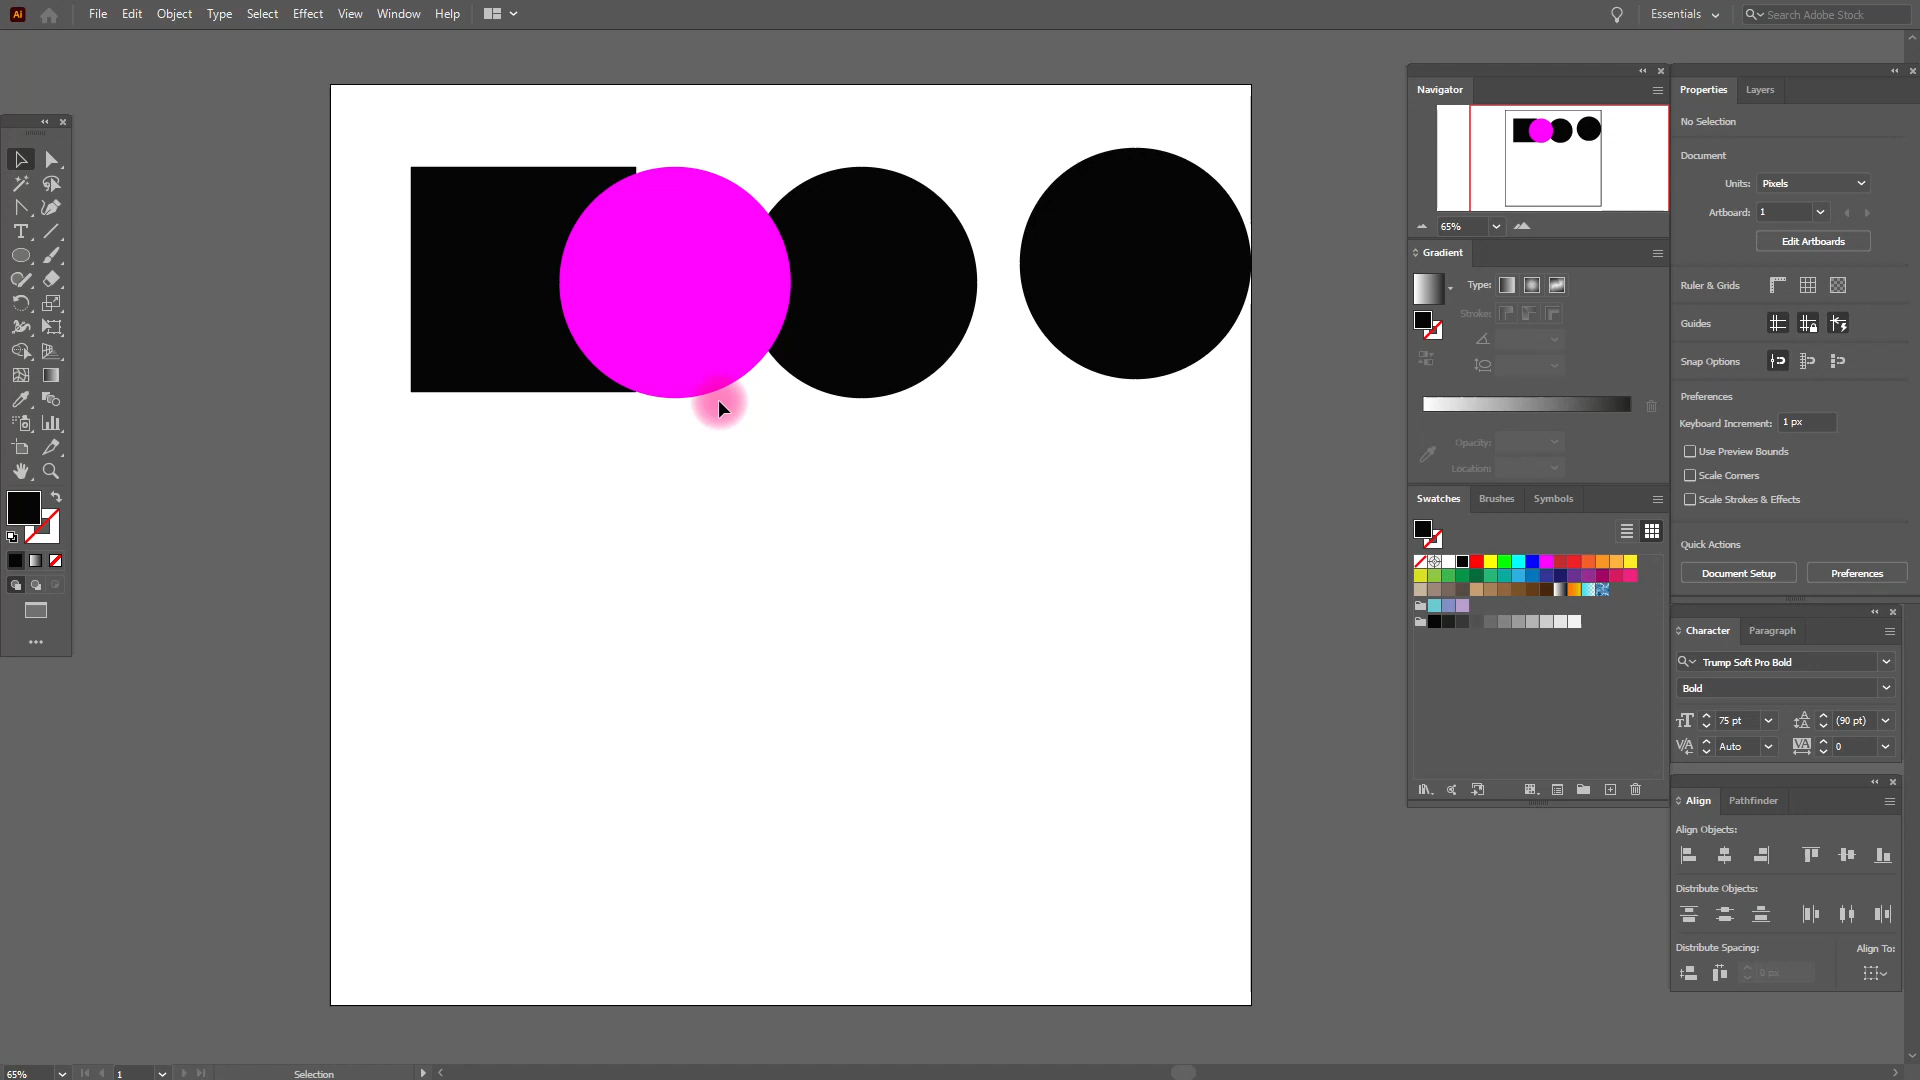 Ai
File Edit Object Type Select Effect View Window Help
Essentials
Search Adobe Stock
Navigator
65%
Gradient
Type:
Stroke:
Opacity:
Location:
Swatches Brushes Symbols
Properties Layers
No Selection
Document
Units: Pixels
Artboard: 1
Edit Artboards
Ruler & Grids
Guides
Snap Options
Preferences
Keyboard Increment: 1 px
Use Preview Bounds
Scale Corners
Scale Strokes & Effects
Quick Actions
Document Setup Preferences
Character Paragraph
Trump Soft Pro Bold
Bold
75 pt (90 pt)
Auto 0
Align Pathfinder
Align Objects:
Distribute Objects:
Distribute Spacing: Align To:
0 px
65% 1 Selection